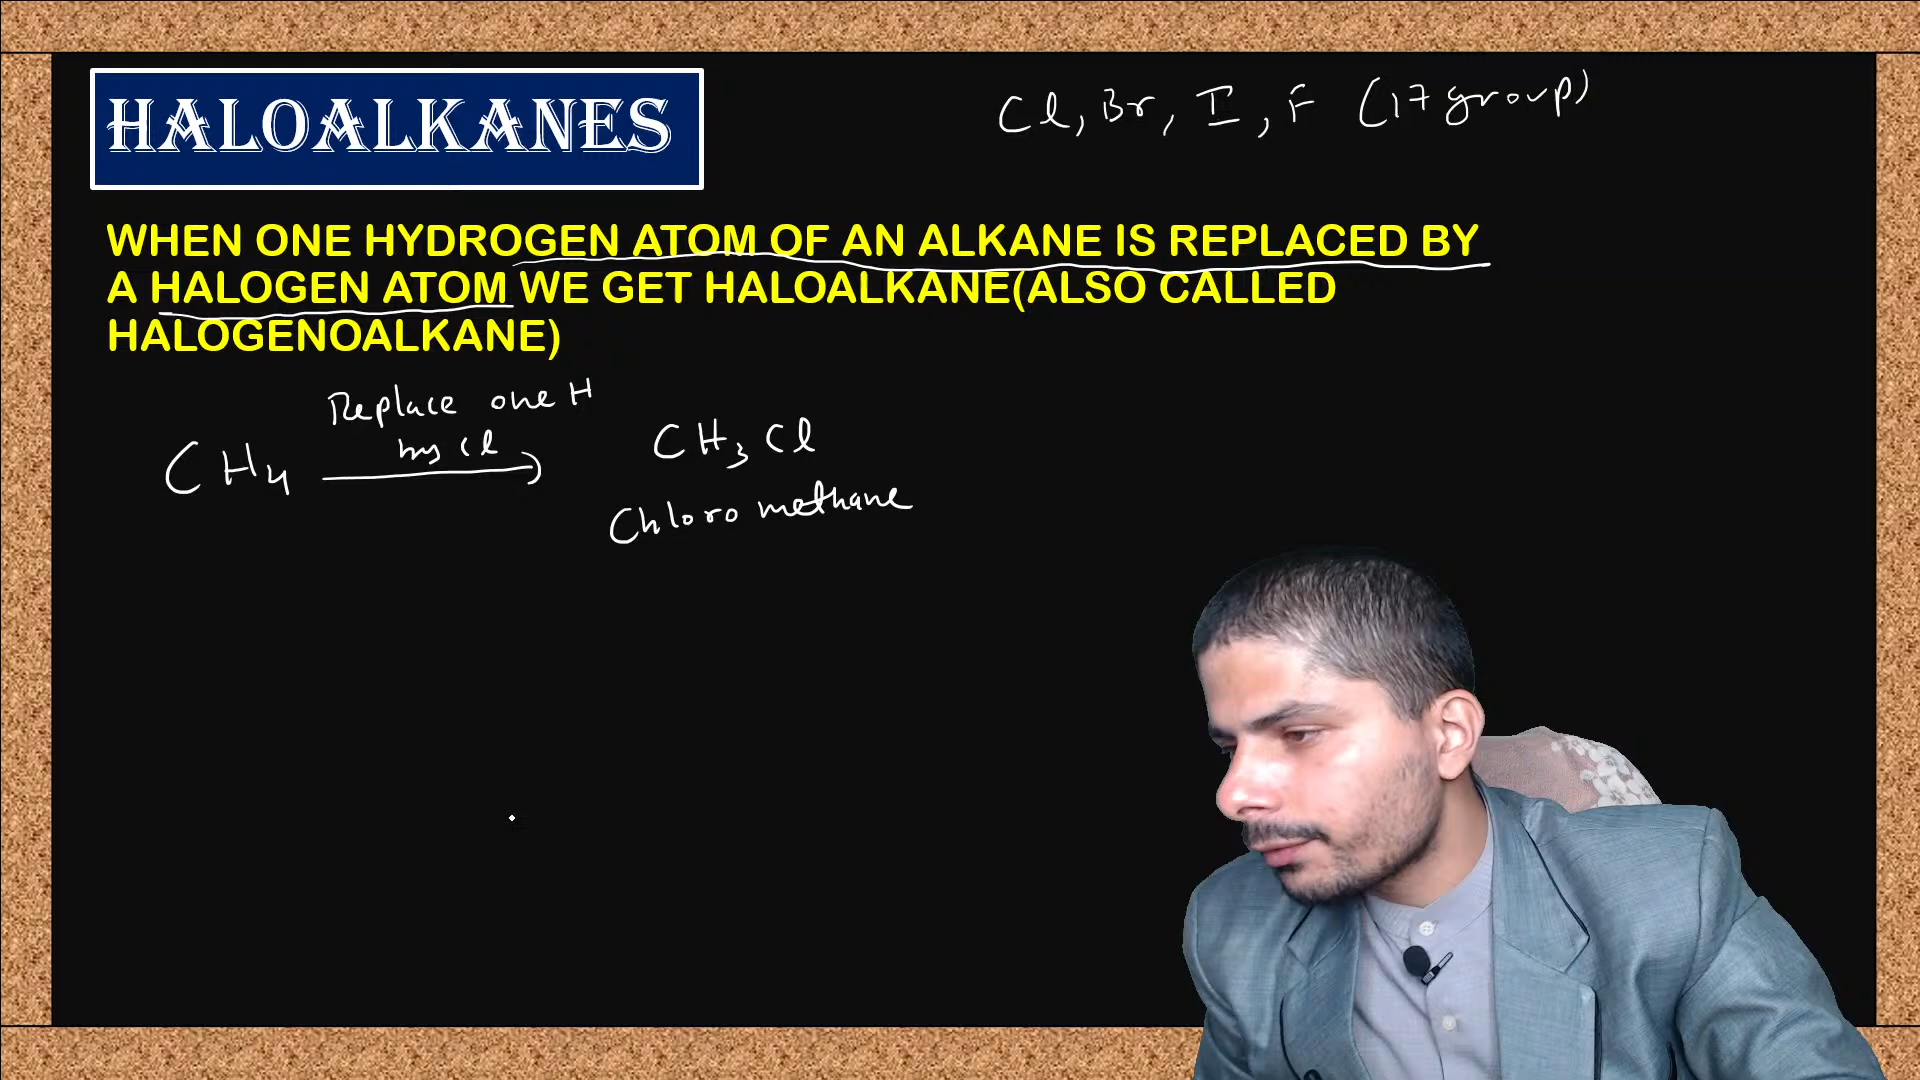 HALOALKANES
Cl, Br, I, F (17 group)
WHEN ONE HYDROGEN ATOM OF AN ALKANE IS REPLACED BY
A HALOGEN ATOM WE GET HALOALKANE(ALSO CALLED
HALOGENOALKANE)
Replace one H
by Cl
CH4 → CH3Cl
Chloro methane